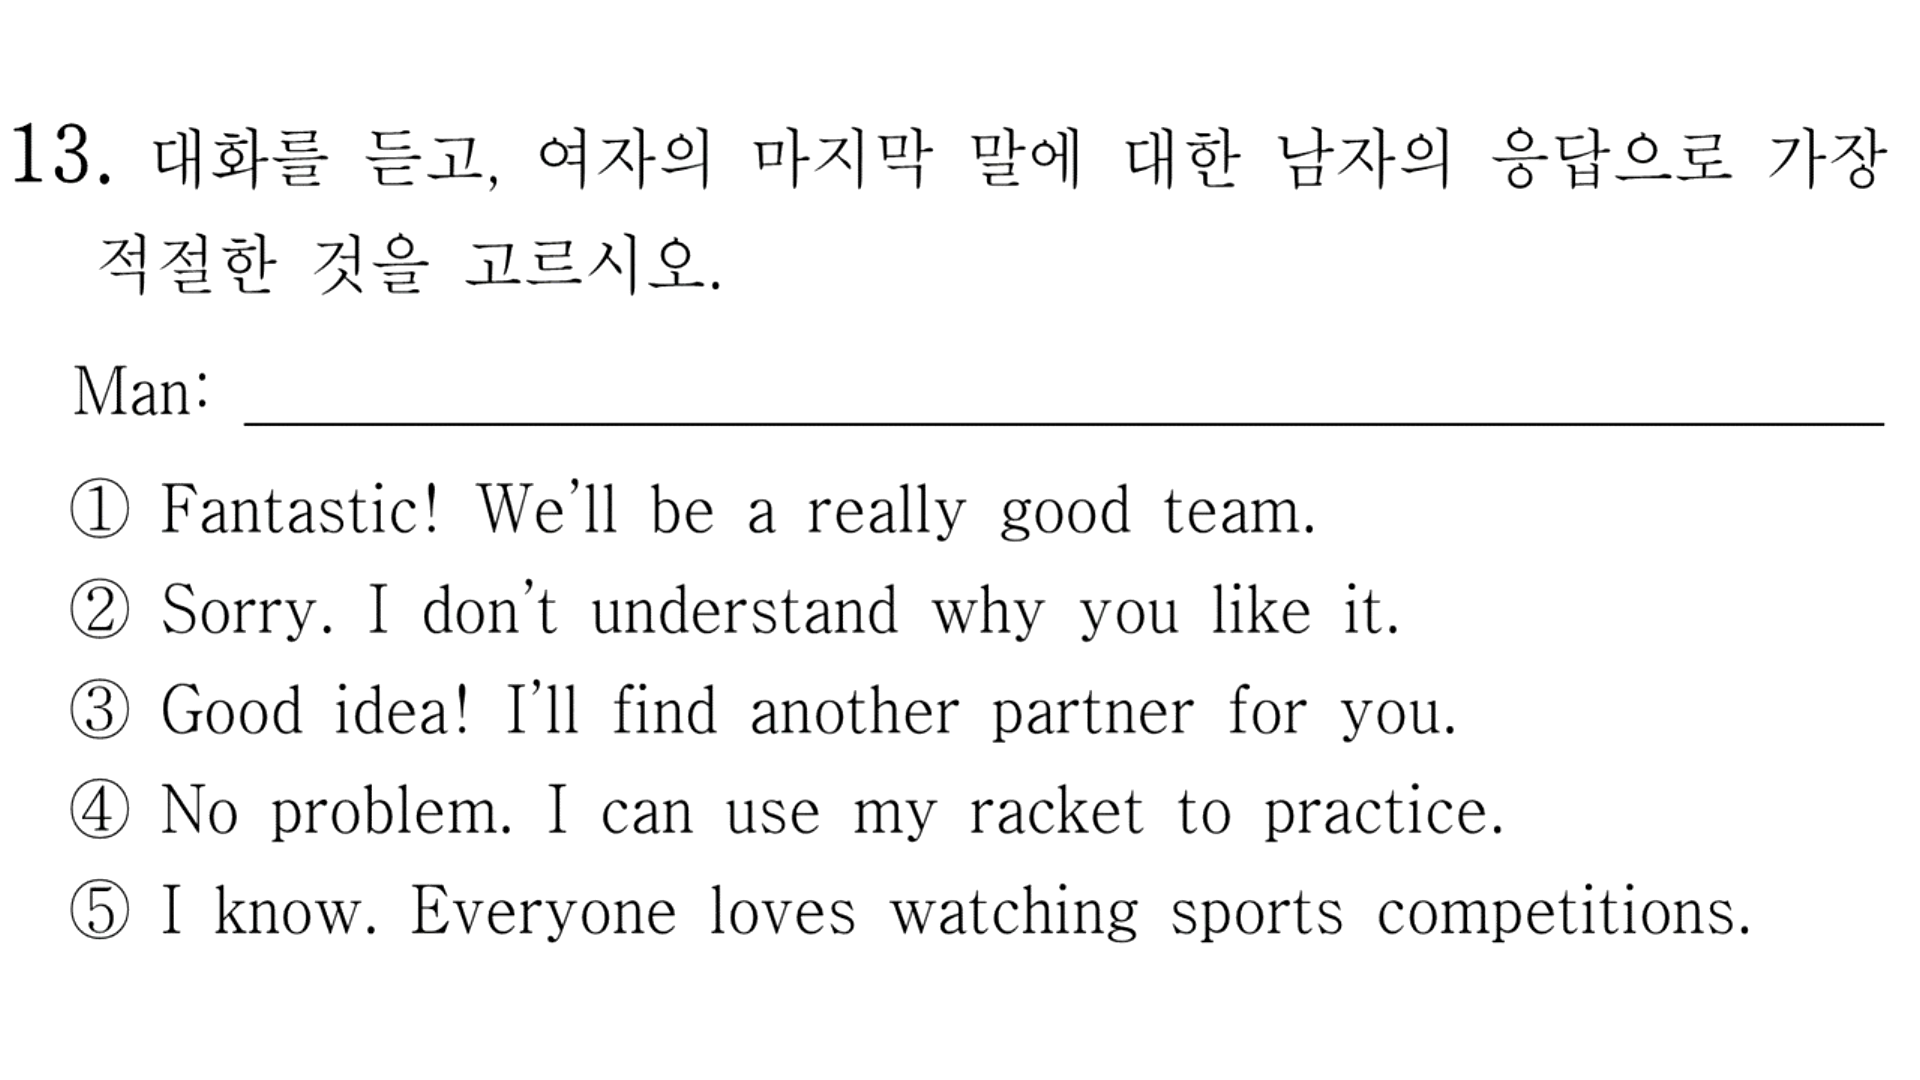 13. 대화를 듣고, 여자의 마지막 말에 대한 남자의 응답으로 가장
적절한 것을 고르시오.
Man: 
① Fantastic! We’ll be a really good team.
② Sorry. I don’t understand why you like it.
③ Good idea! I’ll find another partner for you.
④ No problem. I can use my racket to practice.
⑤ I know. Everyone loves watching sports competitions.